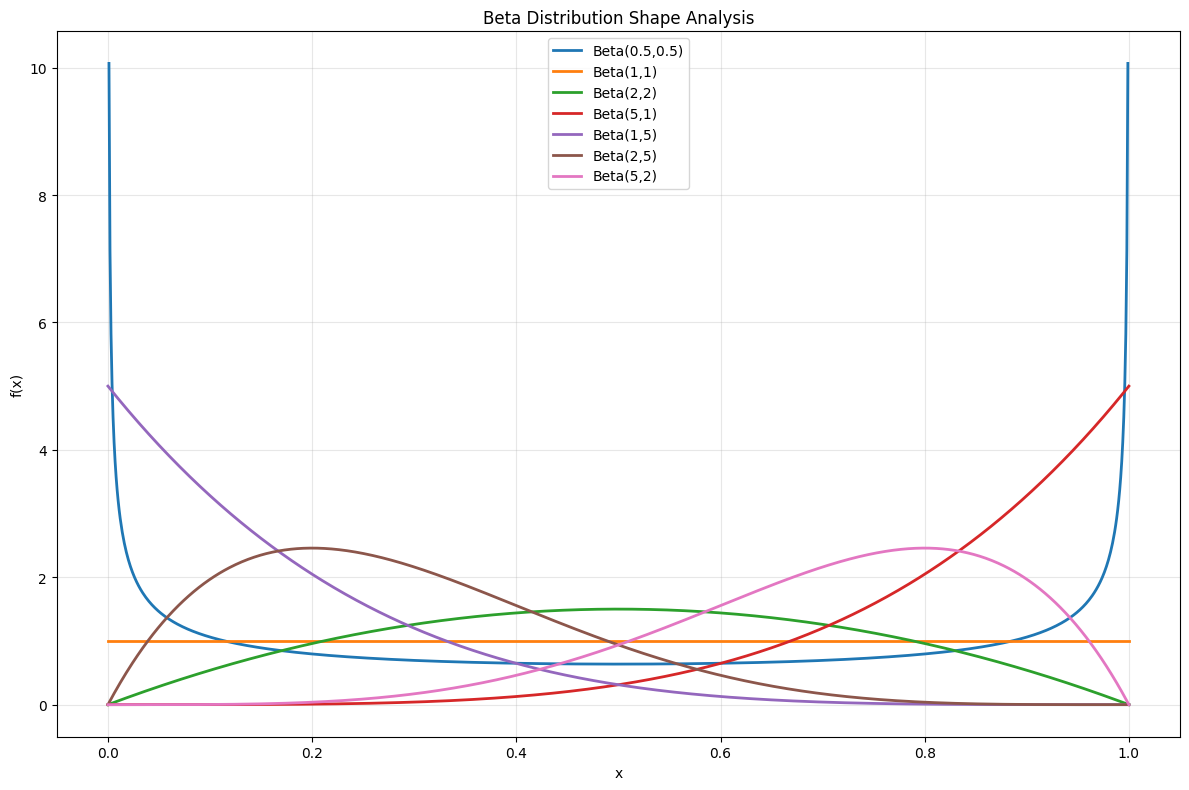 Beta Distribution Shape Analysis
Beta(0.5,0.5)
Beta(1,1)
Beta(2,2)
Beta(5,1)
Beta(1,5)
Beta(2,5)
Beta(5,2)
10
8
6
4
2
0
f(x)
0.0 0.2 0.4 0.6 0.8 1.0
x